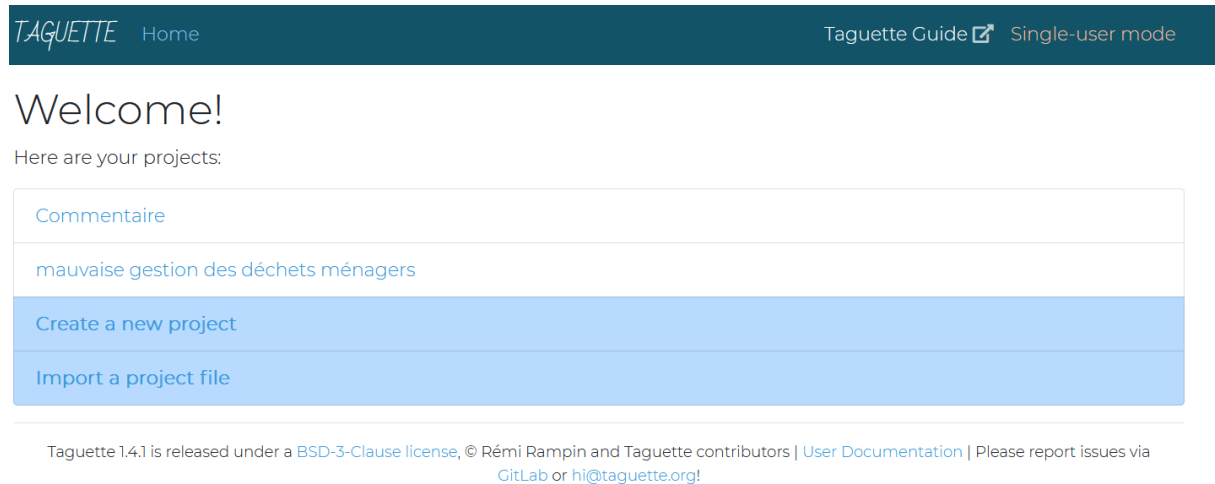 TAGUETTE Home Taguette Guide Single-user mode
Welcome!
Here are your projects:
Commentaire
mauvaise gestion des déchets ménagers
Create a new project
Import a project file
Taguette 1.4.1 is released under a BSD-3-Clause license, © Rémi Rampin and Taguette contributors | User Documentation | Please report issues via
GitLab or hi@taguette.org!